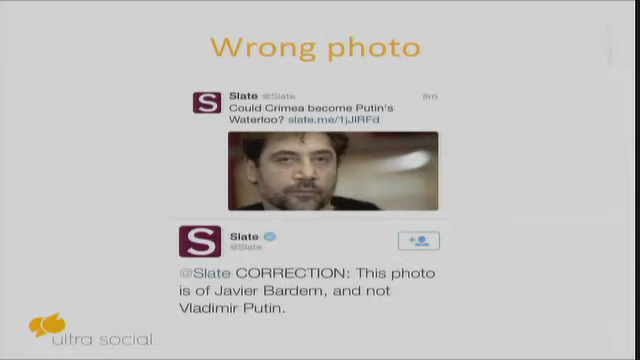 Wrong photo
Slate @Slate 8m
Could Crimea become Putin's
Waterloo? slate.me/1jJIRFd
Slate
@Slate
@Slate CORRECTION: This photo
is of Javier Bardem, and not
Vladimir Putin.
ultra social